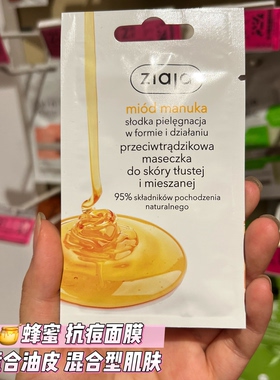 ziaja
miód manuka
słodka pielęgnacja
w formie i działaniu
przeciwtrądzikowa
maseczka
do skóry tłustej
i mieszanej
95% składników pochodzenia
naturalnego
蜂蜜 抗痘面膜
适合油皮 混合型肌肤